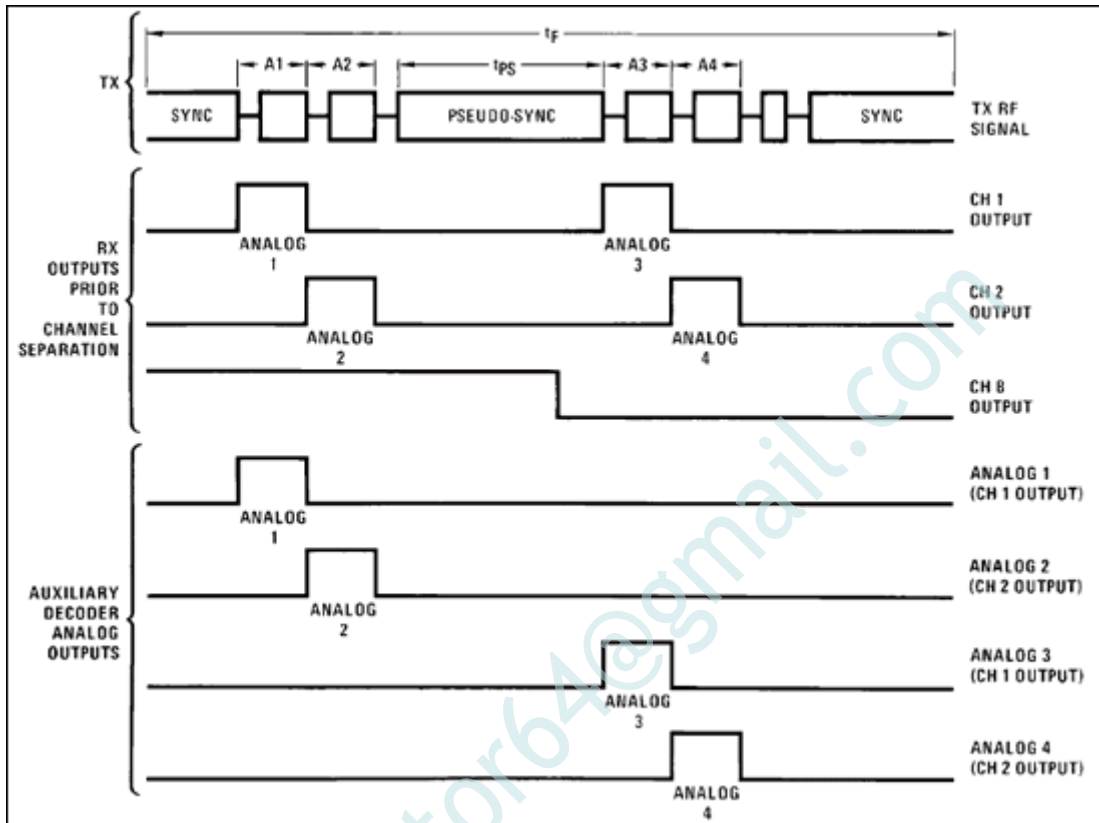 tF
A1
A2
tPS
A3
A4
TX
SYNC
PSEUDO-SYNC
SYNC
TX RF
SIGNAL
CH 1
OUTPUT
ANALOG
1
ANALOG
3
RX
OUTPUTS
PRIOR
TO
CHANNEL
SEPARATION
CH 2
OUTPUT
ANALOG
2
ANALOG
4
CH 8
OUTPUT
ANALOG 1
(CH 1 OUTPUT)
ANALOG
1
ANALOG 2
(CH 2 OUTPUT)
ANALOG
2
AUXILIARY
DECODER
ANALOG
OUTPUTS
ANALOG 3
(CH 1 OUTPUT)
ANALOG
3
ANALOG 4
(CH 2 OUTPUT)
ANALOG
4
tor64@gmail.com